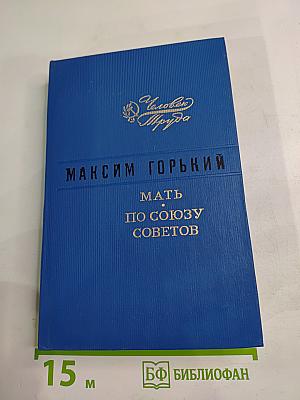 Человек
Труда
МАКСИМ ГОРЬКИЙ
МАТЬ
•
ПО СОЮЗУ
СОВЕТОВ
15 м
БФ БИБЛИОФАН